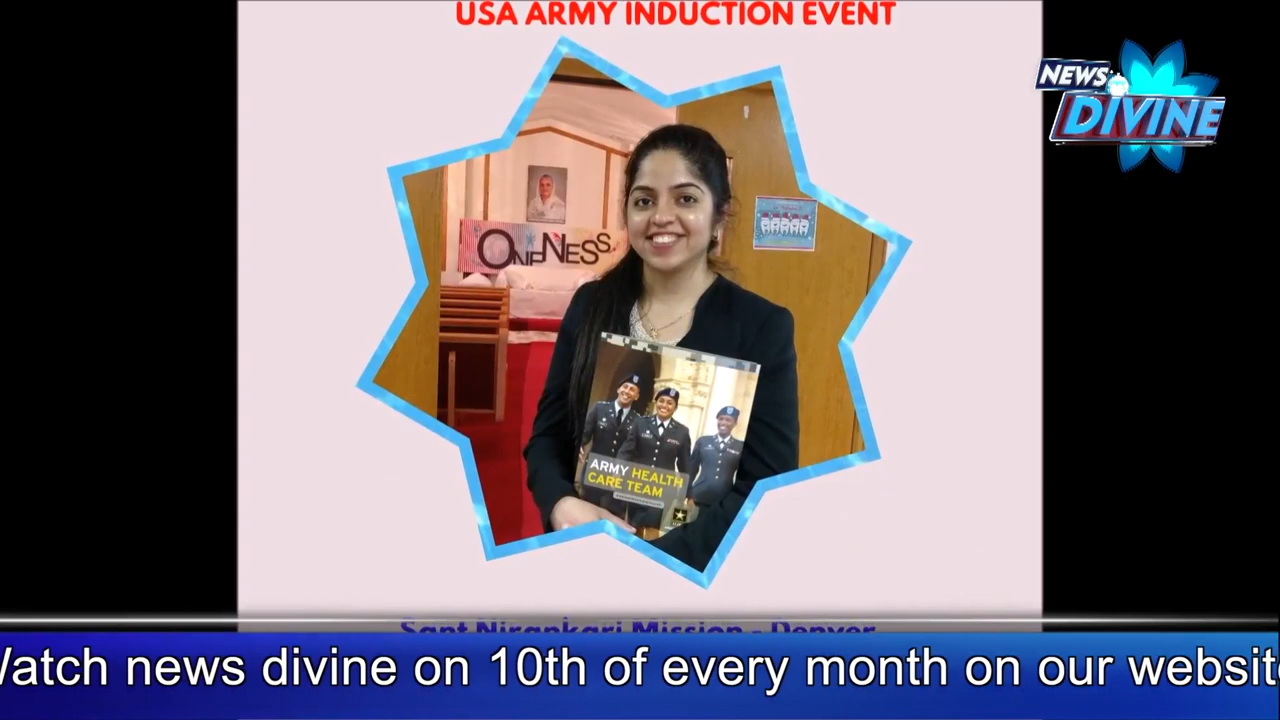 USA ARMY INDUCTION EVENT
NEWS
DIVINE
ONENESS
ARMY HEALTH
CARE TEAM
Sant Nirankari Mission - Denver
Watch news divine on 10th of every month on our website